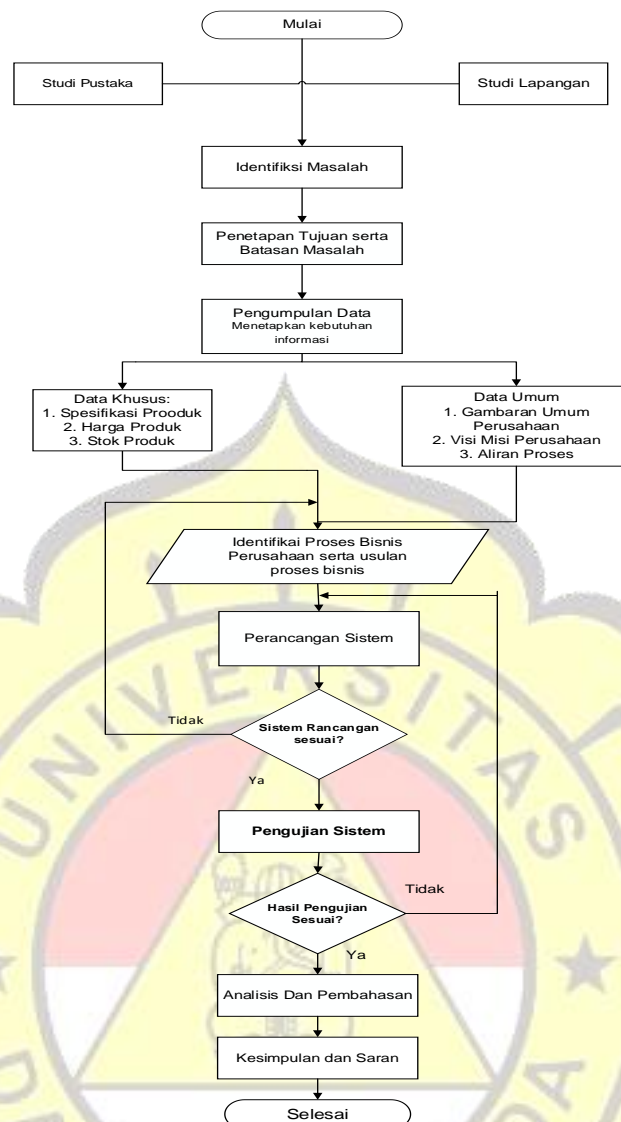 Mulai
Studi Pustaka
Studi Lapangan
Identifiksi Masalah
Penetapan Tujuan serta
Batasan Masalah
Pengumpulan Data
Menetapkan kebutuhan
informasi
Data Khusus:
1. Spesifikasi Prooduk
2. Harga Produk
3. Stok Produk
Data Umum
1. Gambaran Umum
Perusahaan
2. Visi Misi Perusahaan
3. Aliran Proses
Identifikai Proses Bisnis
Perusahaan serta usulan
proses bisnis
Perancangan Sistem
Sistem Rancangan
sesuai?
Tidak
Ya
Pengujian Sistem
Hasil Pengujian
Sesuai?
Tidak
Ya
Analisis Dan Pembahasan
Kesimpulan dan Saran
Selesai
UNIVERSITAS